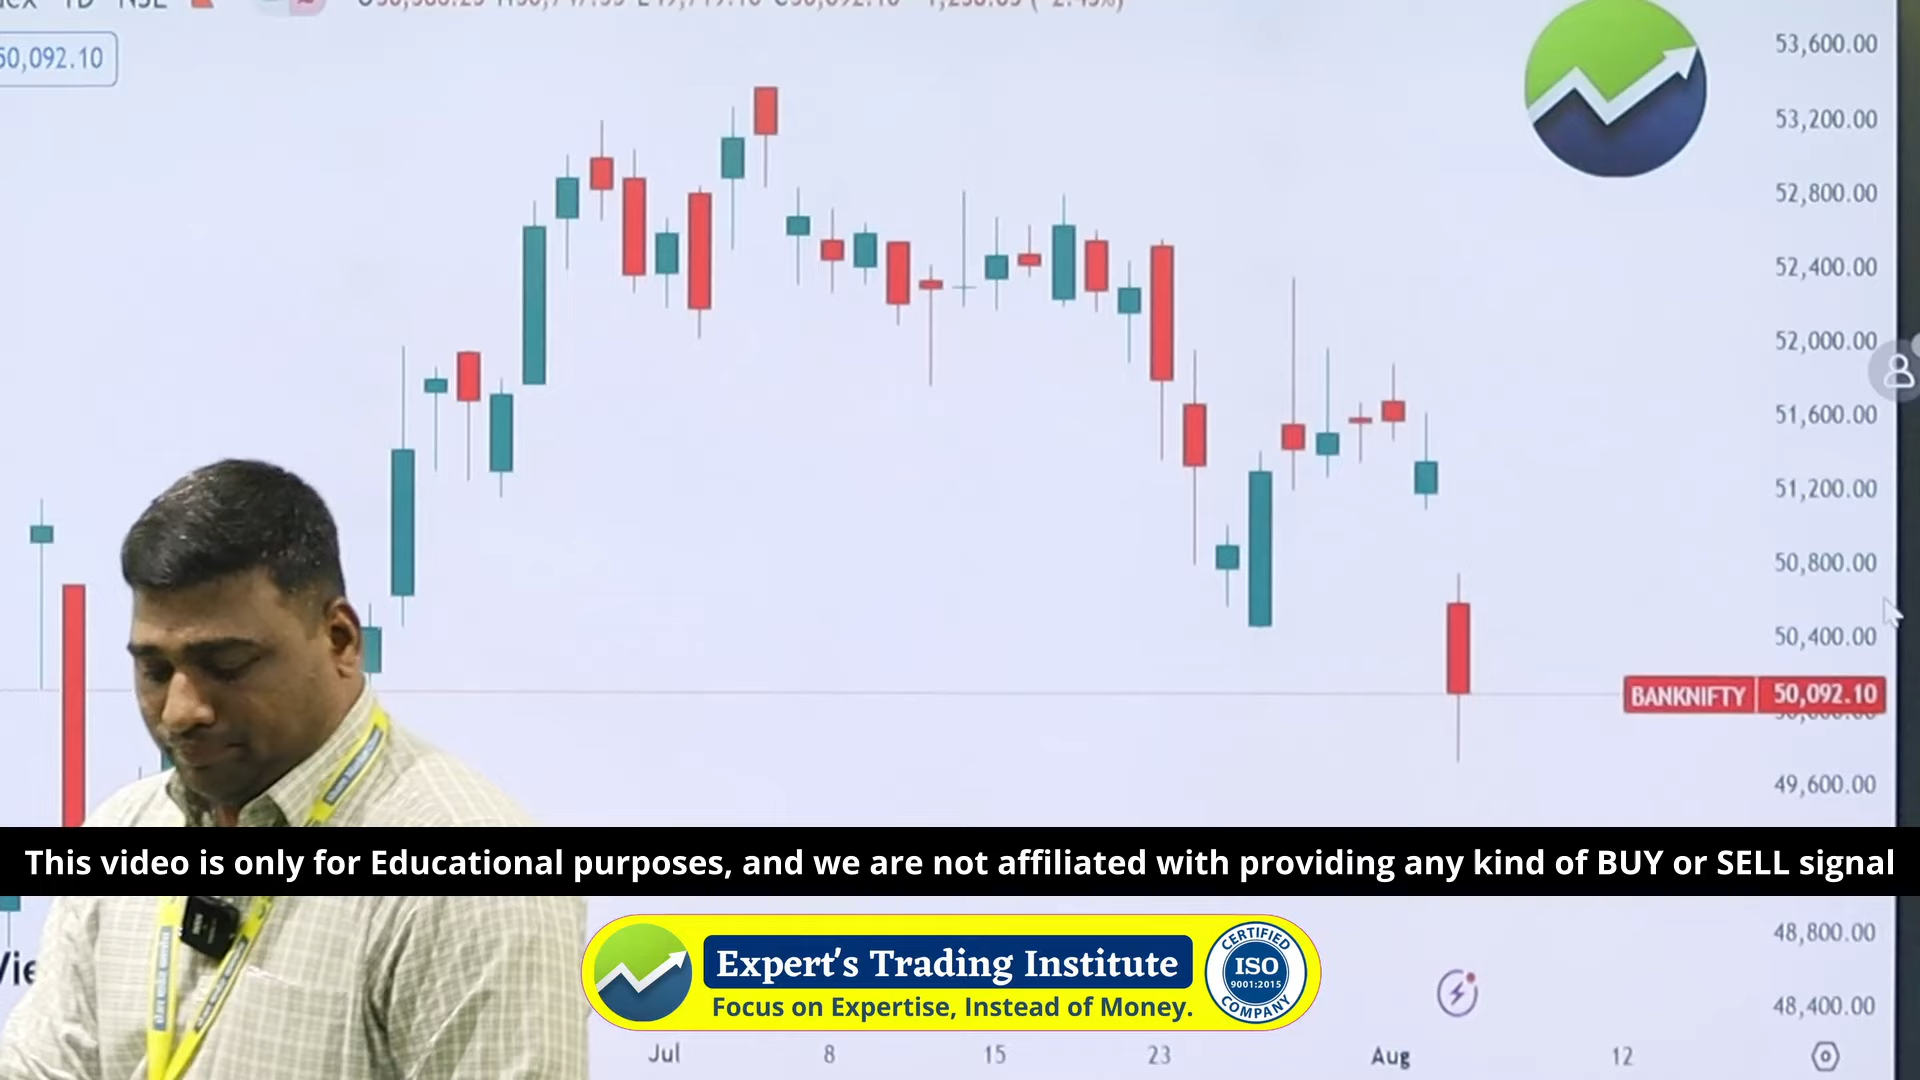 1D NSE
50,092.10
53,600.00
53,200.00
52,800.00
52,400.00
52,000.00
51,600.00
51,200.00
50,800.00
50,400.00
BANKNIFTY 50,092.10
49,600.00
This video is only for Educational purposes, and we are not affiliated with providing any kind of BUY or SELL signal
48,800.00
48,400.00
Expert's Trading Institute
Focus on Expertise, Instead of Money.
CERTIFIED
ISO
9001:2015
COMPANY
Jul 8 15 23 Aug 12